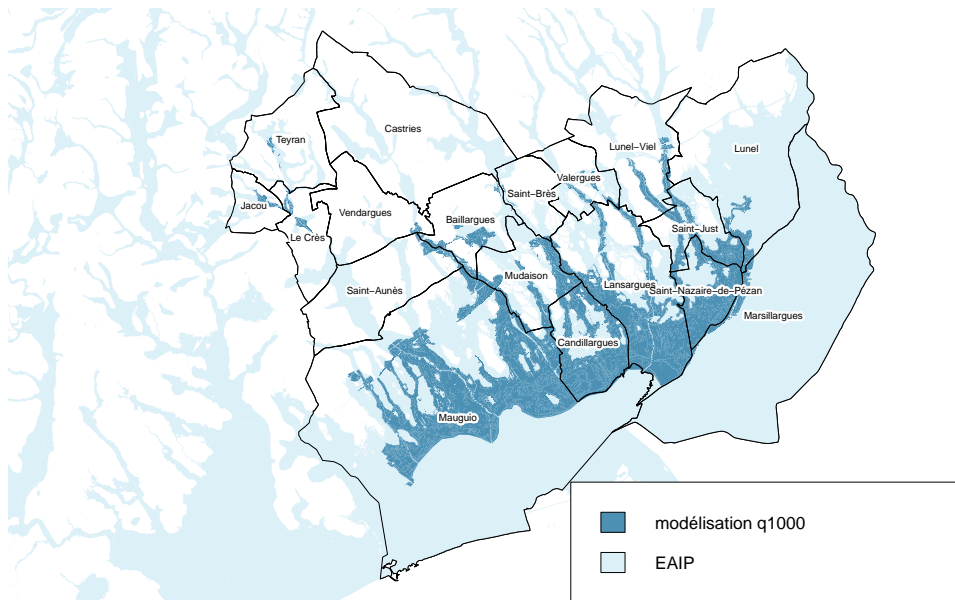 Castries
Teyran
Lunel–Viel
Lunel
Valergues
Saint–Brès
Jacou
Vendargues
Baillargues
Saint–Just
Le Crès
Mudaison
Lansargues
Saint–Aunès
Saint–Nazaire–de–Pézan
Marsillargues
Candillargues
Mauguio
modélisation q1000
EAIP